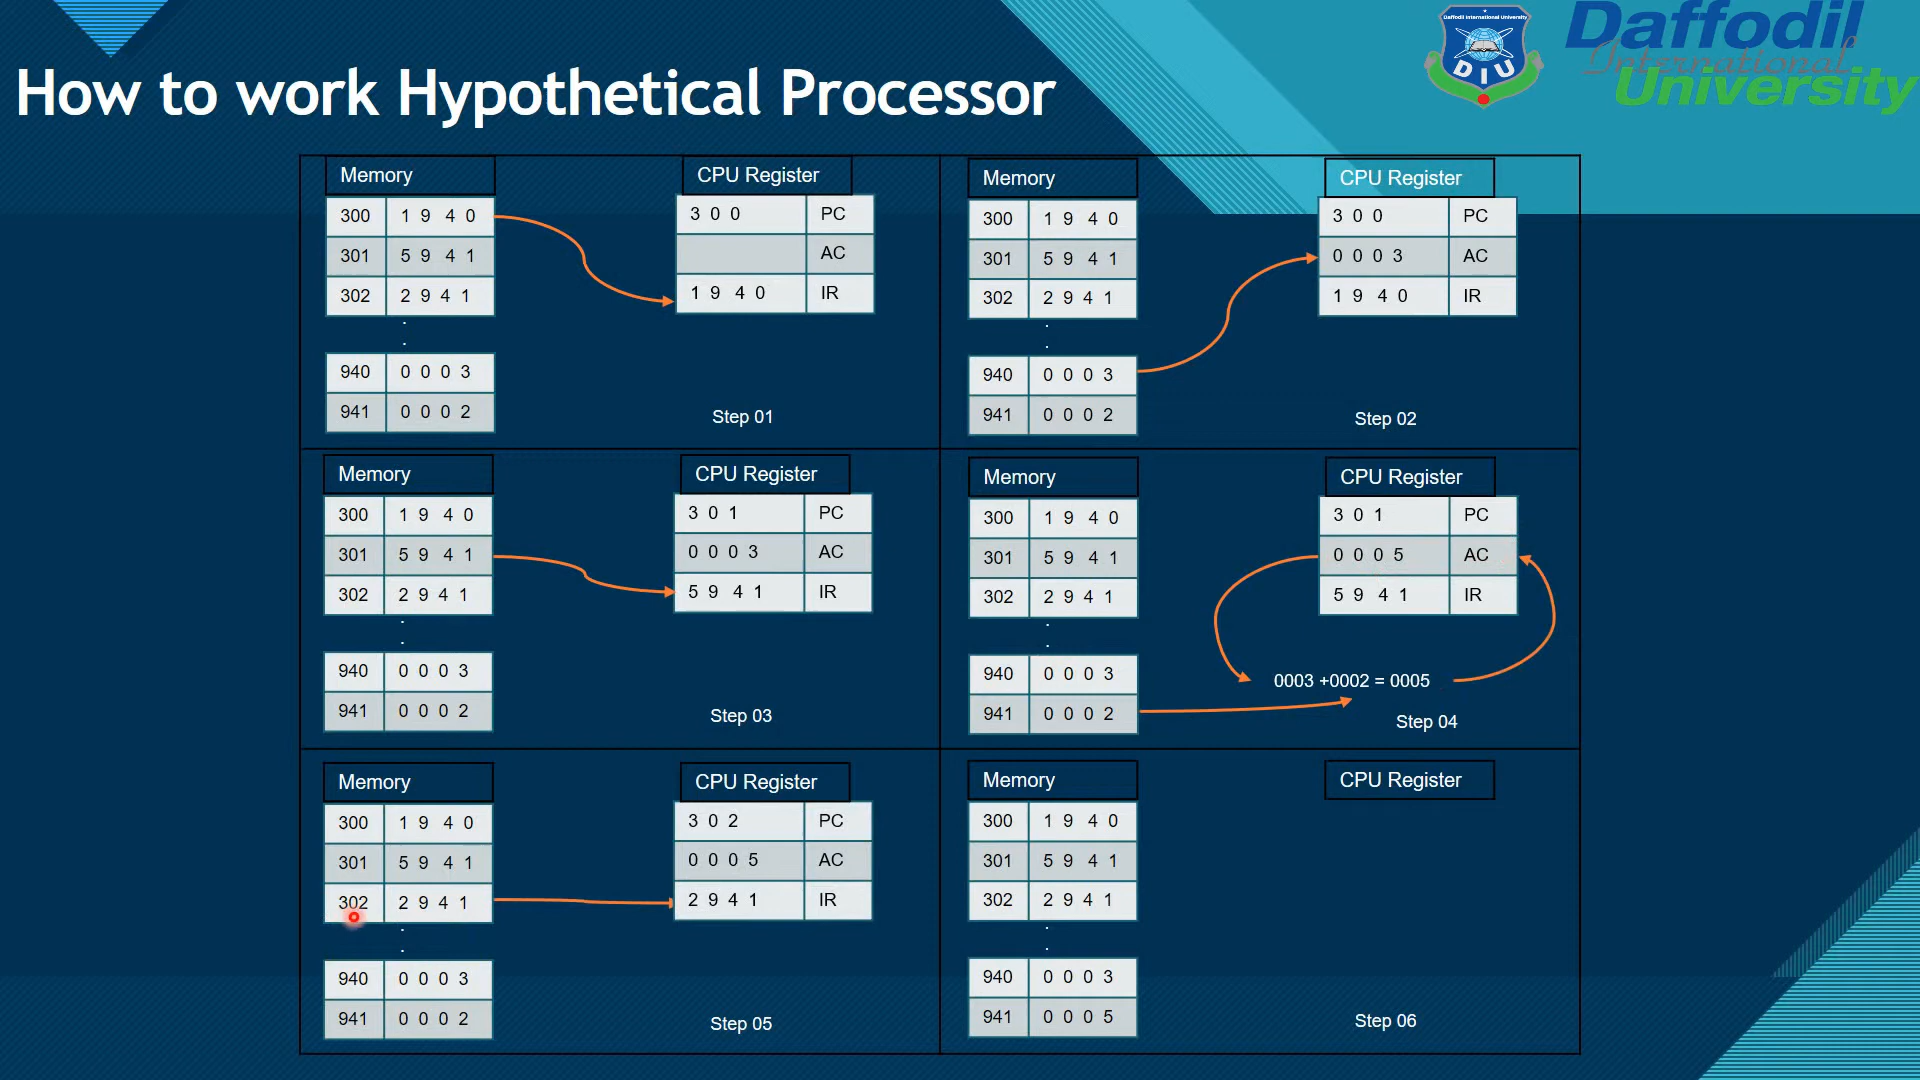 Daffodil International University
DIU
Daffodil
International
University
How to work Hypothetical Processor
Memory
300 1 9 4 0
301 5 9 4 1
302 2 9 4 1
.
.
940 0 0 0 3
941 0 0 0 2
CPU Register
3 0 0 PC
AC
1 9 4 0 IR
Step 01
Memory
300 1 9 4 0
301 5 9 4 1
302 2 9 4 1
.
.
940 0 0 0 3
941 0 0 0 2
CPU Register
3 0 0 PC
0 0 0 3 AC
1 9 4 0 IR
Step 02
Memory
300 1 9 4 0
301 5 9 4 1
302 2 9 4 1
.
.
940 0 0 0 3
941 0 0 0 2
CPU Register
3 0 1 PC
0 0 0 3 AC
5 9 4 1 IR
Step 03
Memory
300 1 9 4 0
301 5 9 4 1
302 2 9 4 1
.
.
940 0 0 0 3
941 0 0 0 2
CPU Register
3 0 1 PC
0 0 0 5 AC
5 9 4 1 IR
0003 +0002 = 0005
Step 04
Memory
300 1 9 4 0
301 5 9 4 1
302 2 9 4 1
.
.
940 0 0 0 3
941 0 0 0 2
CPU Register
3 0 2 PC
0 0 0 5 AC
2 9 4 1 IR
Step 05
Memory
300 1 9 4 0
301 5 9 4 1
302 2 9 4 1
.
.
940 0 0 0 3
941 0 0 0 5
CPU Register
Step 06